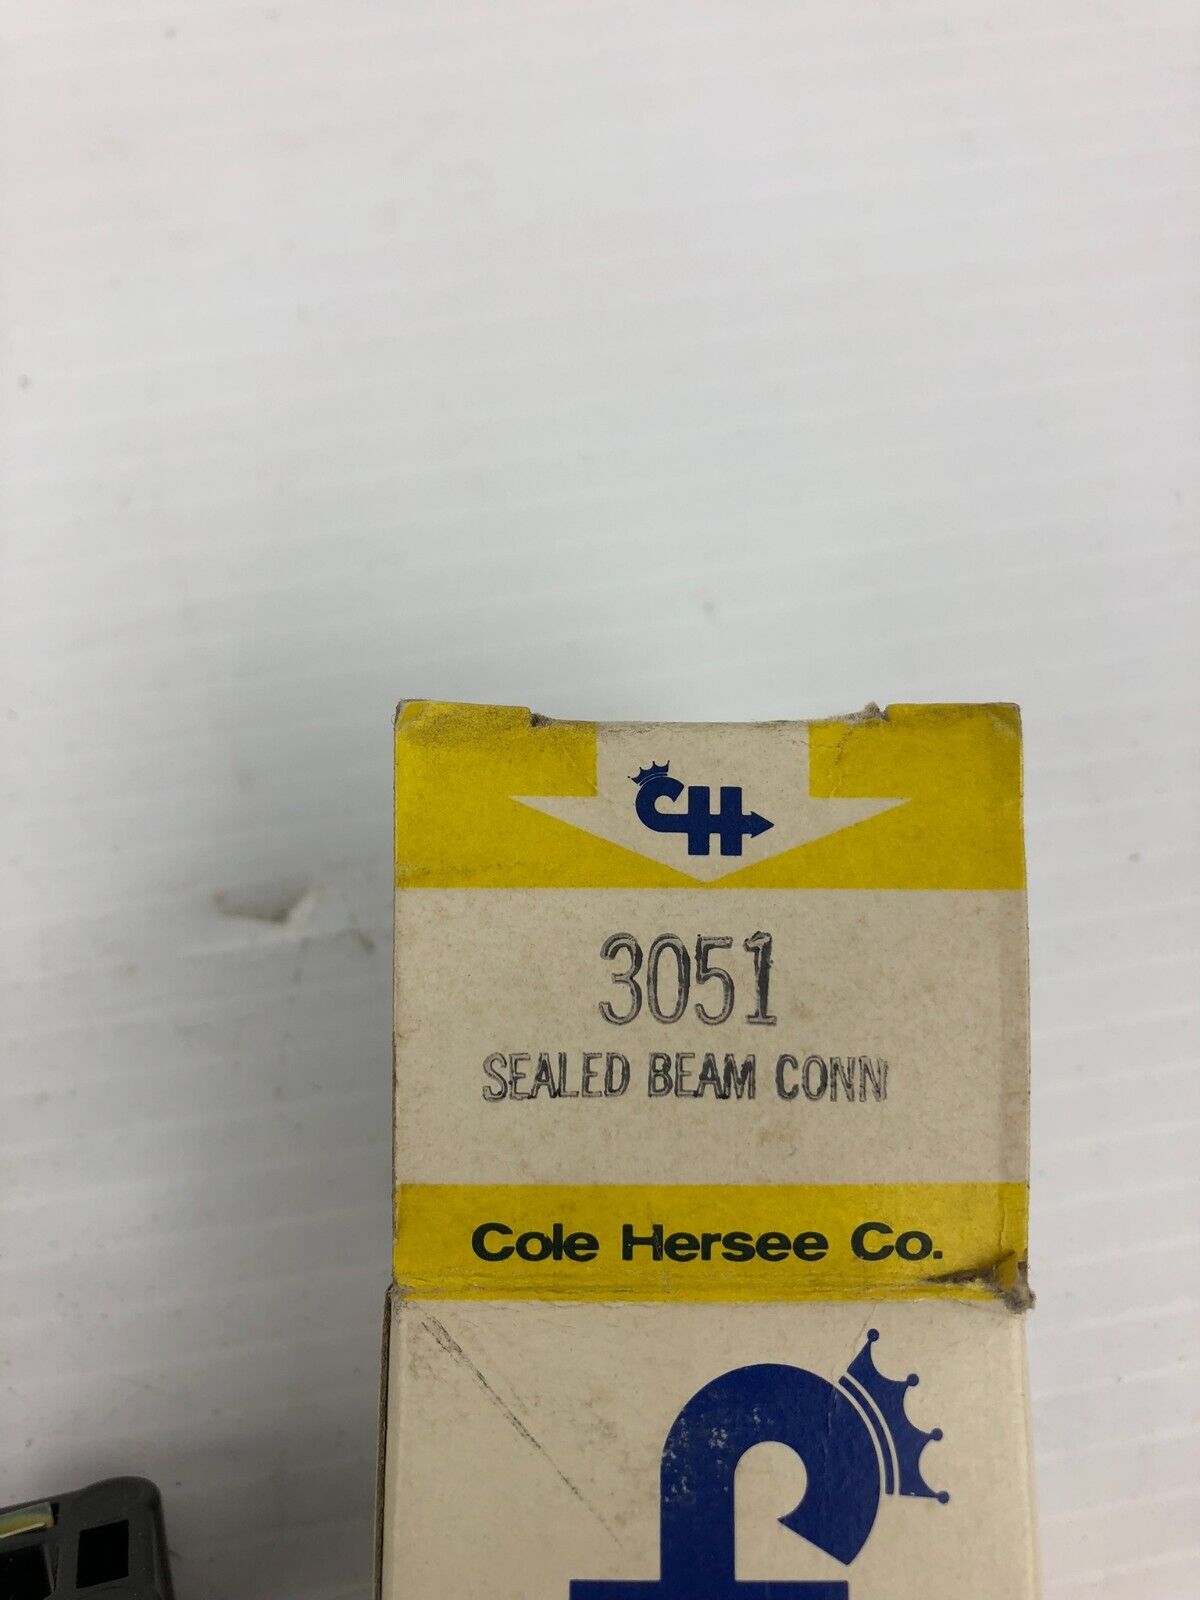 CH
3051
SEALED BEAM CONN
Cole Hersee Co.